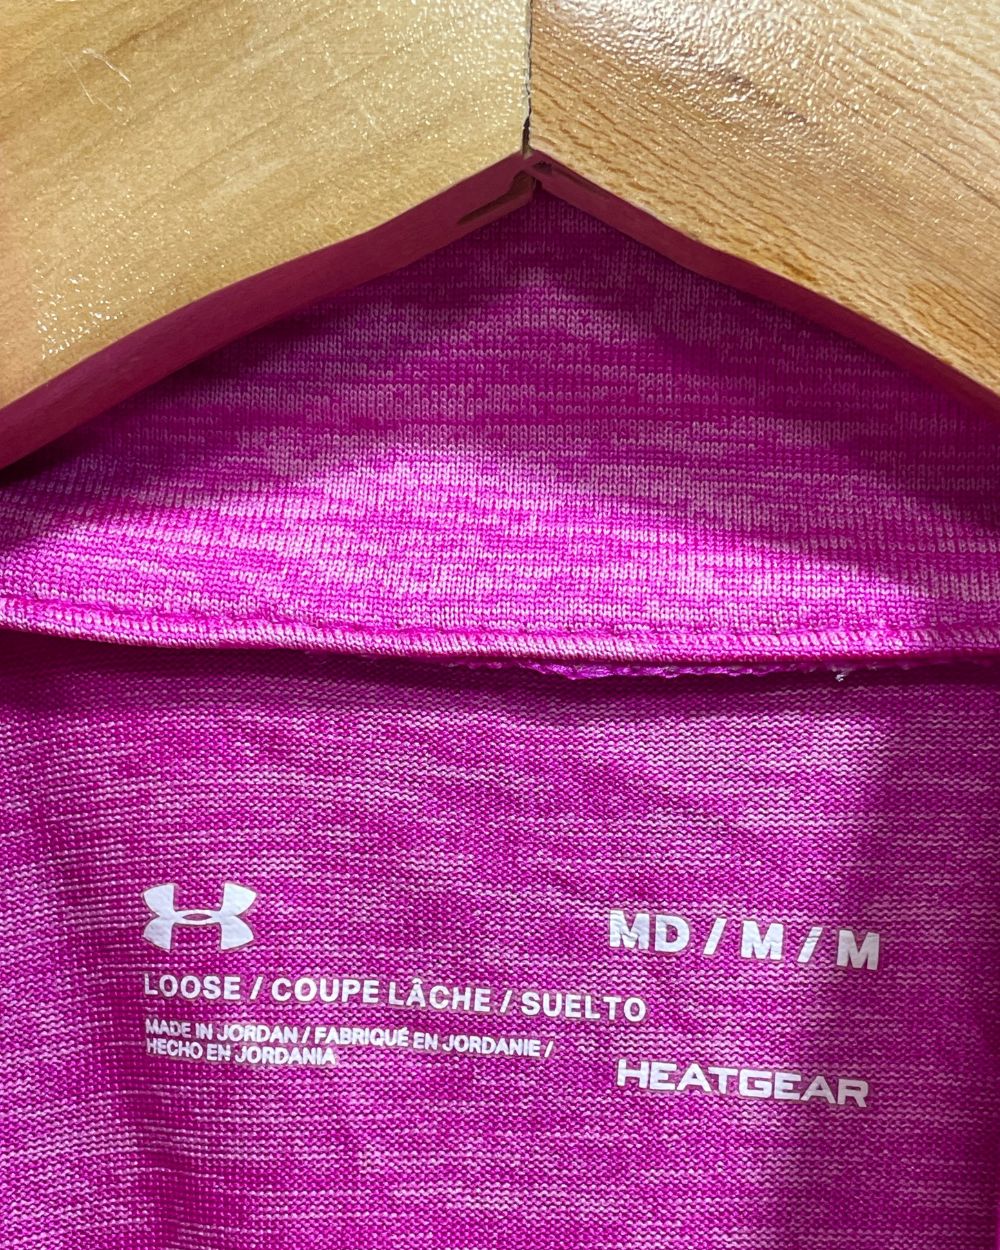 MD / M / M
LOOSE / COUPE LÂCHE / SUELTO
MADE IN JORDAN / FABRIQUÉ EN JORDANIE /
HECHO EN JORDANIA
HEATGEAR